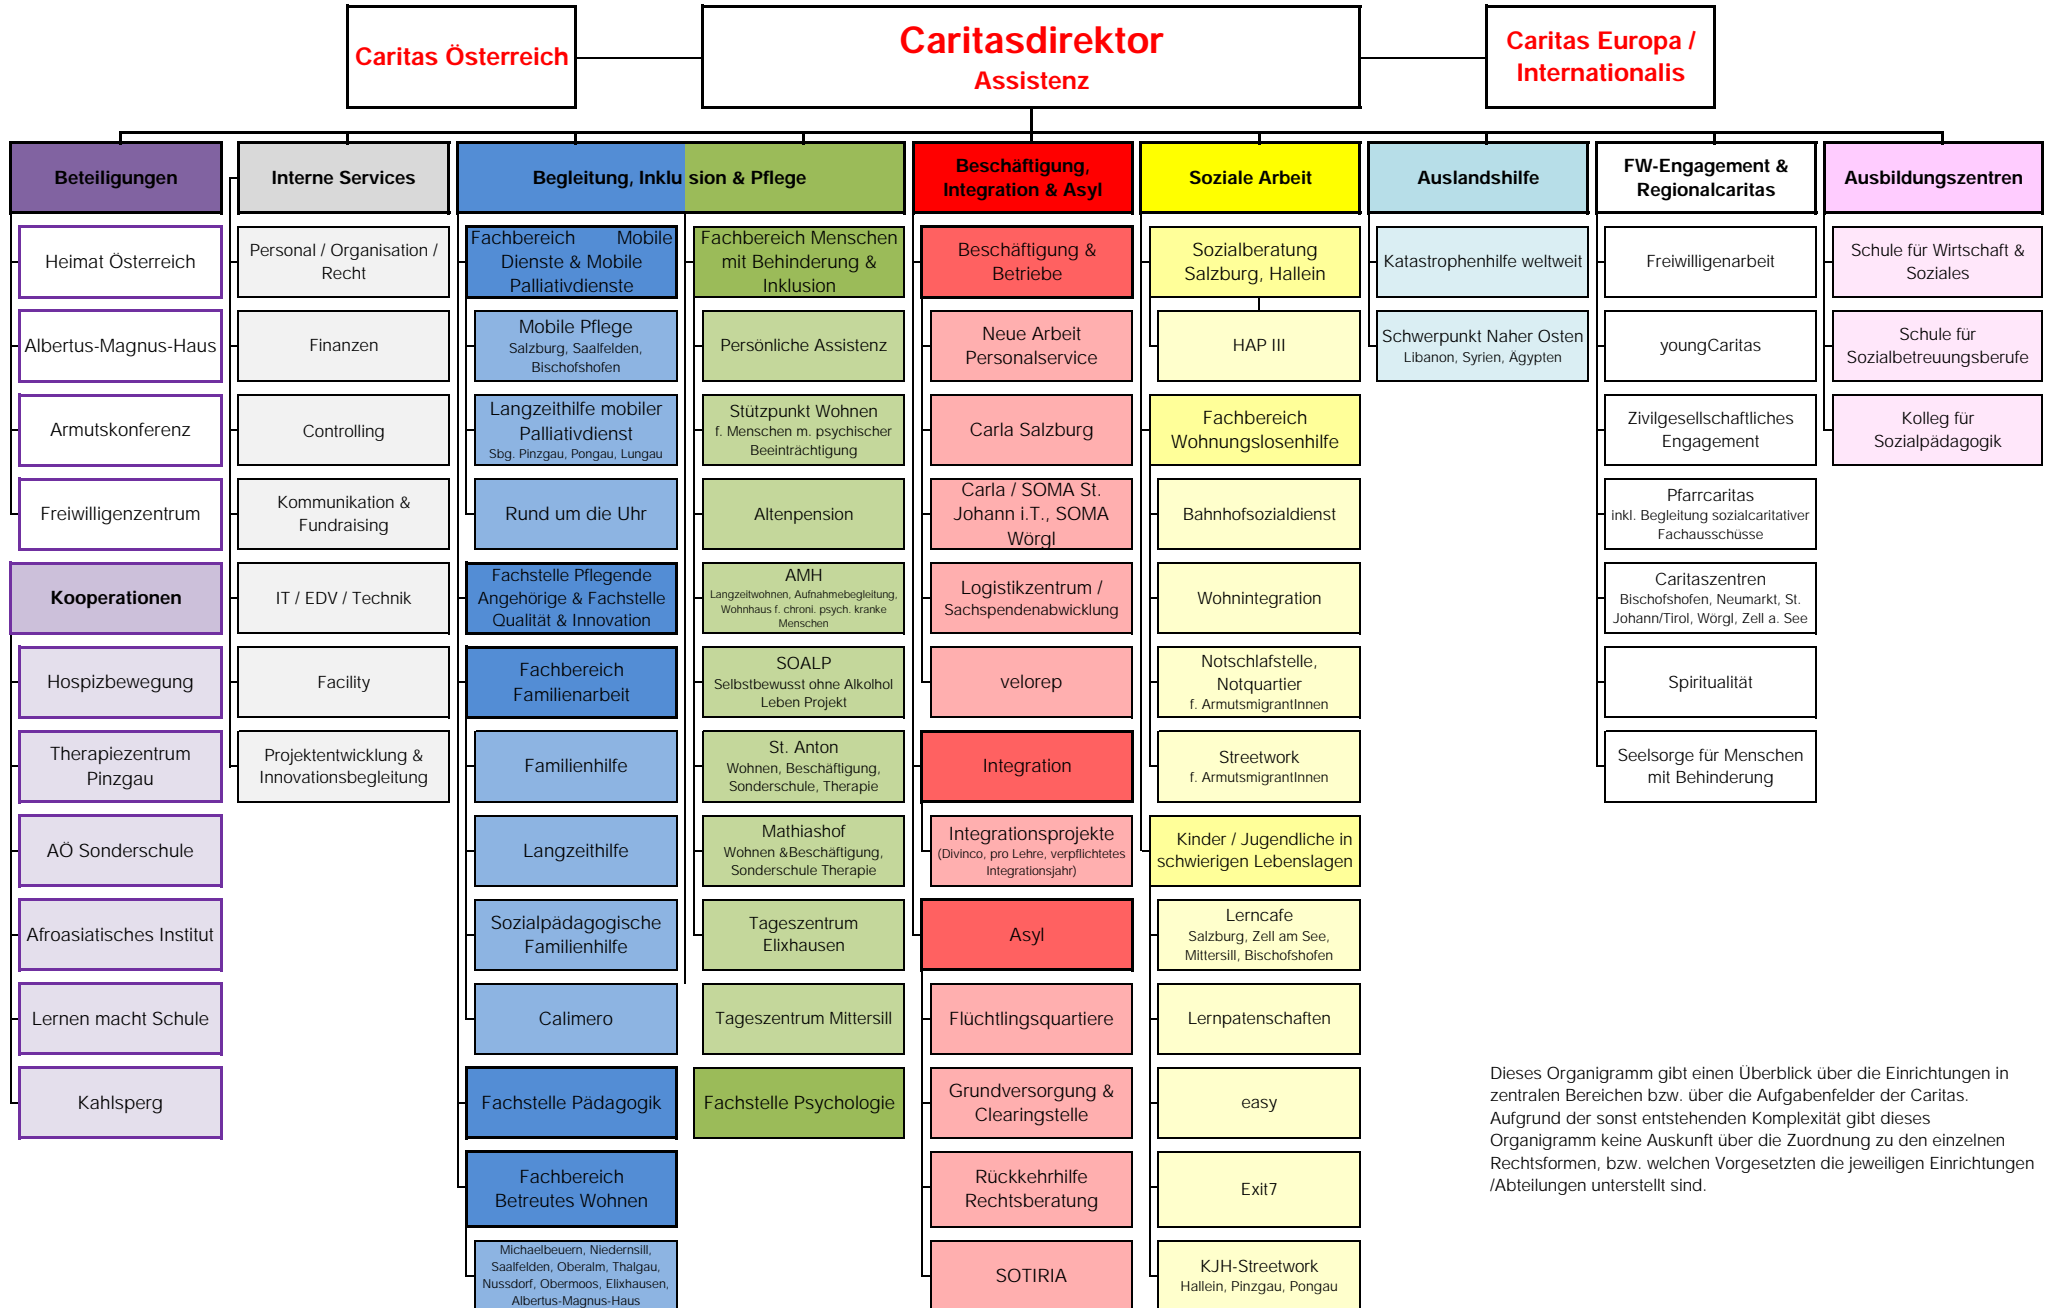 Caritas Österreich
Caritasdirektor
Assistenz
Caritas Europa /
Internationalis
Beteiligungen
Heimat Österreich
Albertus-Magnus-Haus
Armutskonferenz
Freiwilligenzentrum
Kooperationen
Hospizbewegung
Therapiezentrum
Pinzgau
AÖ Sonderschule
Afroasiatisches Institut
Lernen macht Schule
Kahlsperg
Interne Services
Personal / Organisation /
Recht
Finanzen
Controlling
Kommunikation &
Fundraising
IT / EDV / Technik
Facility
Projektentwicklung &
Innovationsbegleitung
Begleitung, Inklusion & Pflege
Fachbereich Mobile
Dienste & Mobile
Palliativdienste
Mobile Pflege
Salzburg, Saalfelden,
Bischofshofen
Langzeithilfe mobiler
Palliativdienst
Sbg. Pinzgau, Pongau, Lungau
Rund um die Uhr
Fachstelle Pflegende
Angehörige & Fachstelle
Qualität & Innovation
Fachbereich
Familienarbeit
Familienhilfe
Langzeithilfe
Sozialpädagogische
Familienhilfe
Calimero
Fachstelle Pädagogik
Fachbereich
Betreutes Wohnen
Michaelbeuern, Niedernsill,
Saalfelden, Oberalm, Thalgau,
Nussdorf, Obermoos, Elixhausen,
Albertus-Magnus-Haus
Fachbereich Menschen
mit Behinderung &
Inklusion
Persönliche Assistenz
Stützpunkt Wohnen
f. Menschen m. psychischer
Beeinträchtigung
Altenpension
AMH
Langzeitwohnen, Aufnahmebegleitung,
Wohnhaus f. chroni. psych. kranke
Menschen
SOALP
Selbstbewusst ohne Alkolhol
Leben Projekt
St. Anton
Wohnen, Beschäftigung,
Sonderschule, Therapie
Mathiashof
Wohnen &Beschäftigung,
Sonderschule Therapie
Tageszentrum
Elixhausen
Tageszentrum Mittersill
Fachstelle Psychologie
Beschäftigung,
Integration & Asyl
Beschäftigung &
Betriebe
Neue Arbeit
Personalservice
Carla Salzburg
Carla / SOMA St.
Johann i.T., SOMA
Wörgl
Logistikzentrum /
Sachspendenabwicklung
velorep
Integration
Integrationsprojekte
(Divinco, pro Lehre, verpflichtetes
Integrationsjahr)
Asyl
Flüchtlingsquartiere
Grundversorgung &
Clearingstelle
Rückkehrhilfe
Rechtsberatung
SOTIRIA
Soziale Arbeit
Sozialberatung
Salzburg, Hallein
HAP III
Fachbereich
Wohnungslosenhilfe
Bahnhofsozialdienst
Wohnintegration
Notschlafstelle,
Notquartier
f. ArmutsmigrantInnen
Streetwork
f. ArmutsmigrantInnen
Kinder / Jugendliche in
schwierigen Lebenslagen
Lerncafe
Salzburg, Zell am See,
Mittersill, Bischofshofen
Lernpatenschaften
easy
Exit7
KJH-Streetwork
Hallein, Pinzgau, Pongau
Auslandshilfe
Katastrophenhilfe weltweit
Schwerpunkt Naher Osten
Libanon, Syrien, Ägypten
FW-Engagement &
Regionalcaritas
Freiwilligenarbeit
youngCaritas
Zivilgesellschaftliches
Engagement
Pfarrcaritas
inkl. Begleitung sozialcaritativer
Fachausschüsse
Caritaszentren
Bischofshofen, Neumarkt, St.
Johann/Tirol, Wörgl, Zell a. See
Spiritualität
Seelsorge für Menschen
mit Behinderung
Ausbildungszentren
Schule für Wirtschaft &
Soziales
Schule für
Sozialbetreuungsberufe
Kolleg für
Sozialpädagogik
Dieses Organigramm gibt einen Überblick über die Einrichtungen in
zentralen Bereichen bzw. über die Aufgabenfelder der Caritas.
Aufgrund der sonst entstehenden Komplexität gibt dieses
Organigramm keine Auskunft über die Zuordnung zu den einzelnen
Rechtsformen, bzw. welchen Vorgesetzten die jeweiligen Einrichtungen
/Abteilungen unterstellt sind.